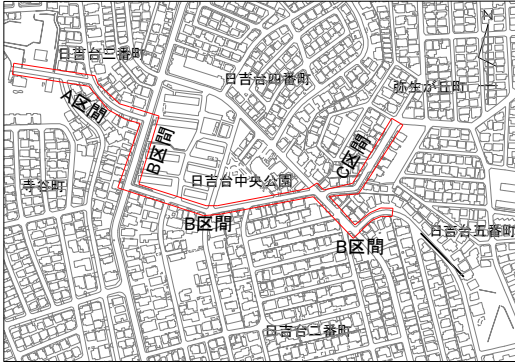 日吉台三番町
N
日吉台四番町
弥生が丘町
A区間
B区間
C区間
寺谷町
日吉台中央公園
B区間
日吉台五番町
B区間
日吉台二番町